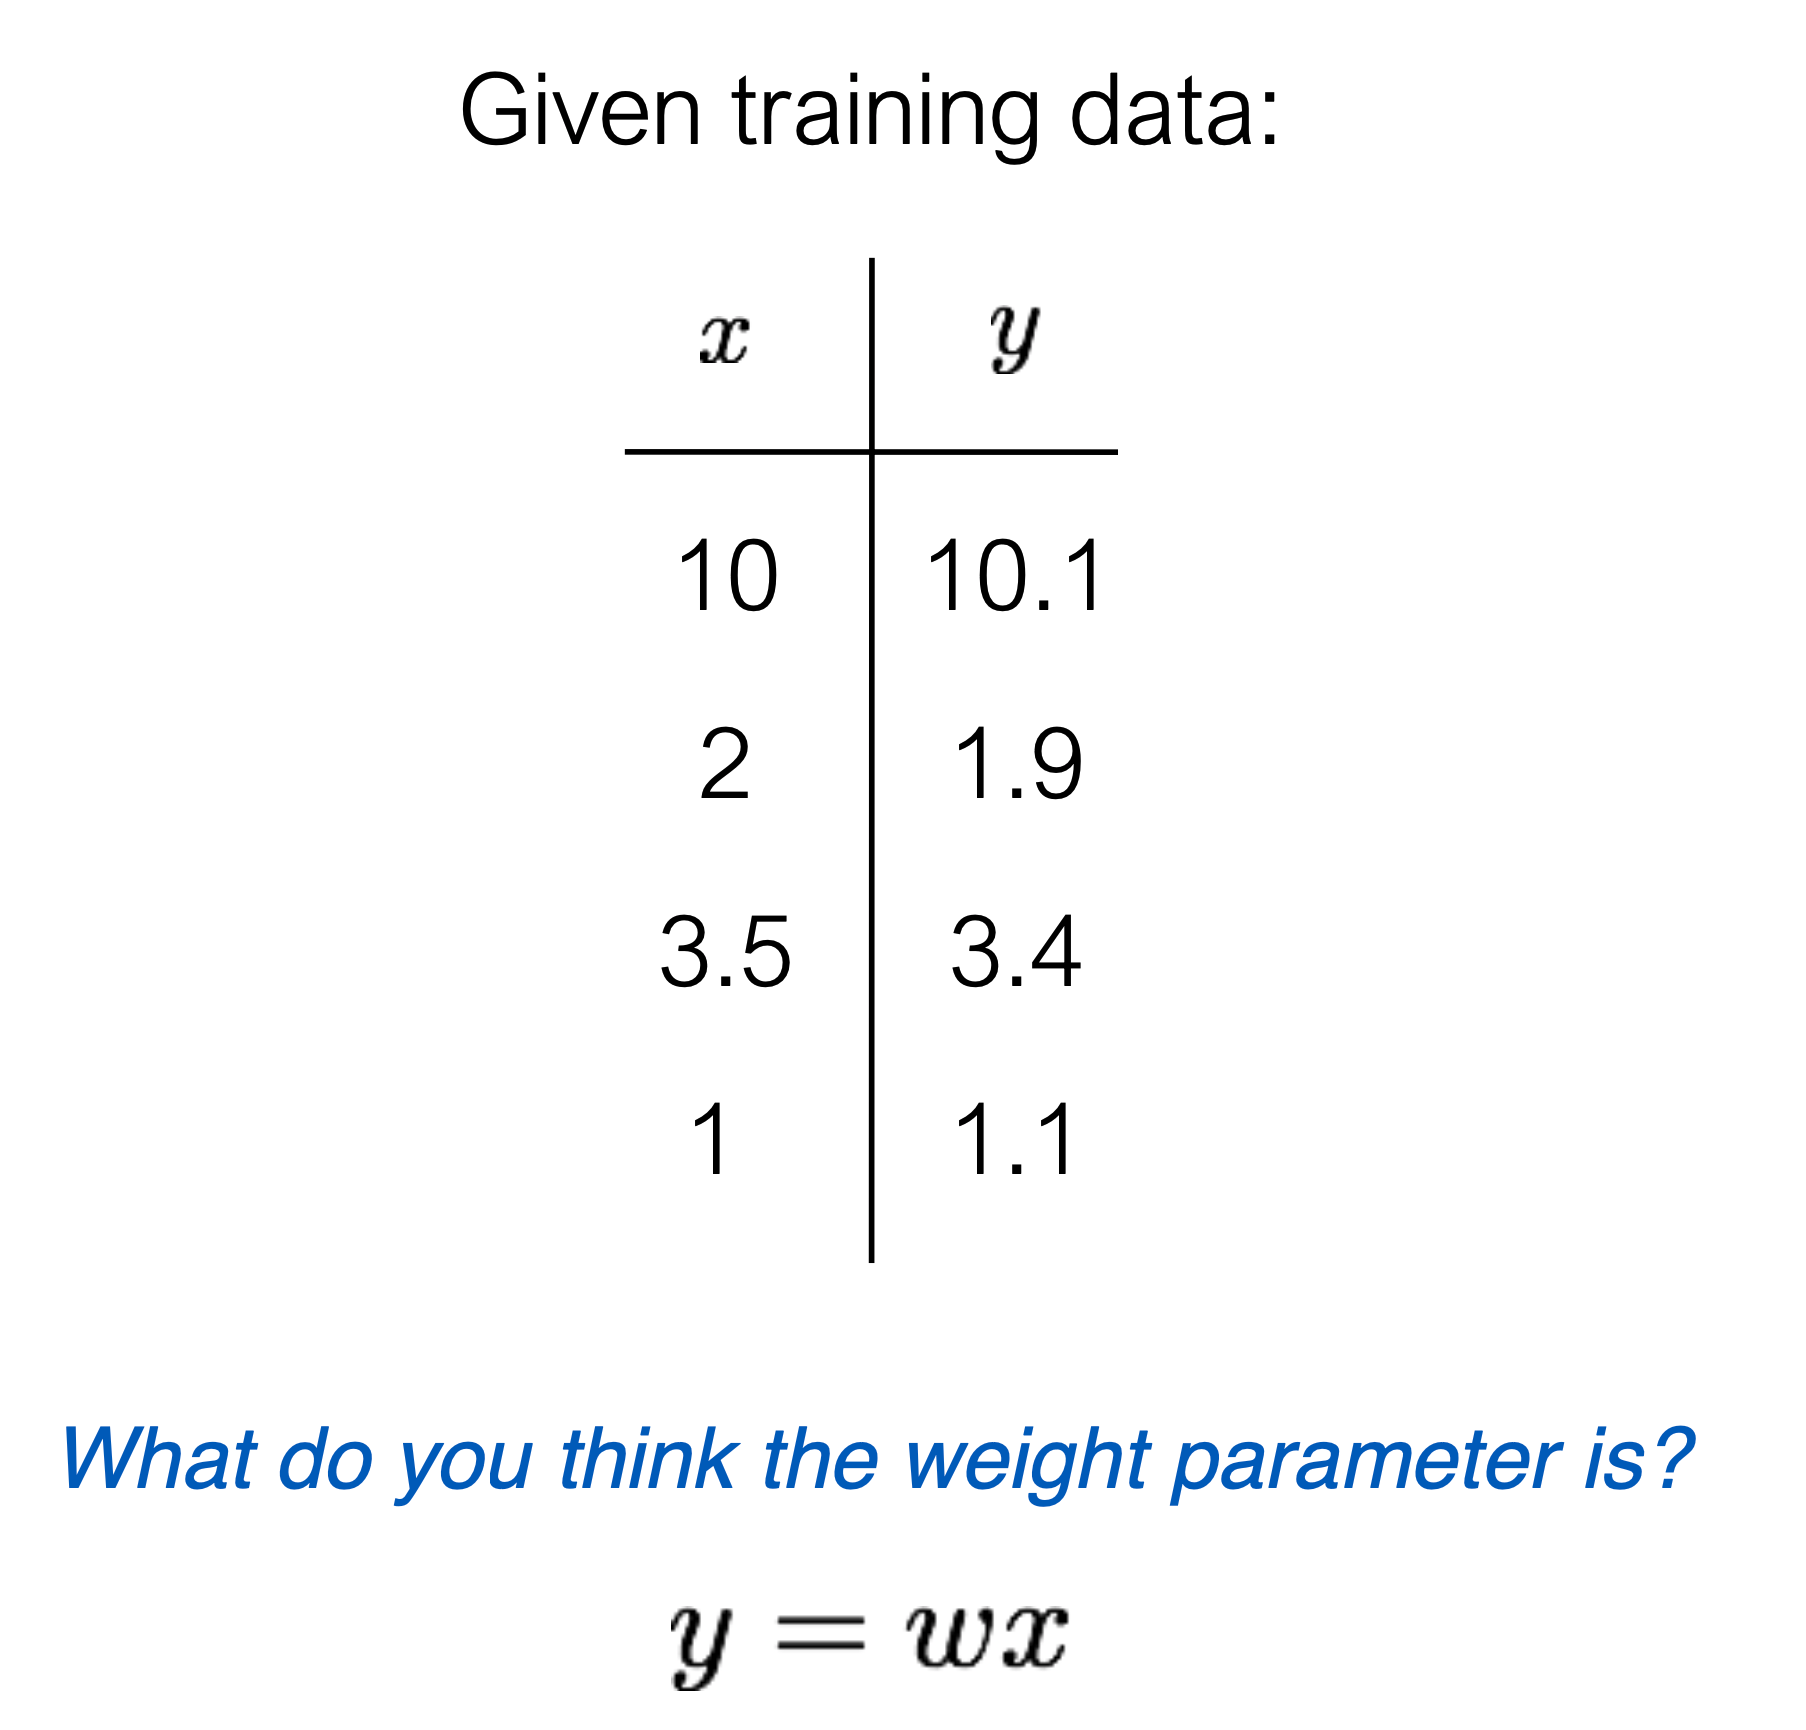 Given training data:
x y
10 10.1
2 1.9
3.5 3.4
1 1.1
What do you think the weight parameter is?
y = wx